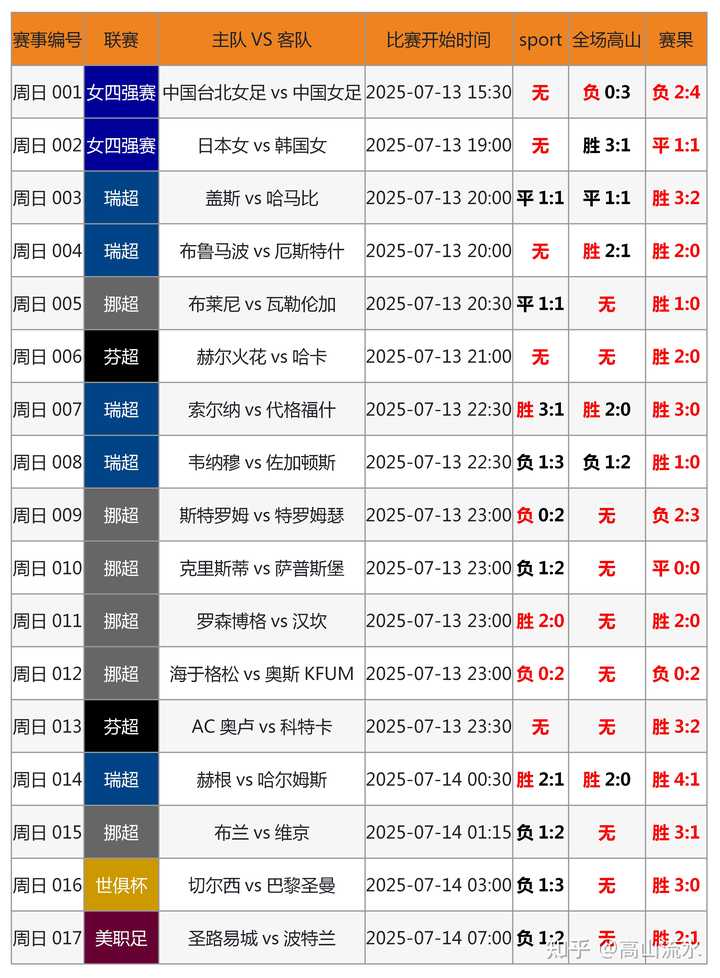 赛事编号 联赛 主队 VS 客队 比赛开始时间 sport 全场高山 赛果
周日 001 女四强赛 中国台北女足 vs 中国女足 2025-07-13 15:30 无 负 0:3 负 2:4
周日 002 女四强赛 日本女 vs 韩国女 2025-07-13 19:00 无 胜 3:1 平 1:1
周日 003 瑞超 盖斯 vs 哈马比 2025-07-13 20:00 平 1:1 平 1:1 胜 3:2
周日 004 瑞超 布鲁马波 vs 厄斯特什 2025-07-13 20:00 无 胜 2:1 胜 2:0
周日 005 挪超 布莱尼 vs 瓦勒伦加 2025-07-13 20:30 平 1:1 无 胜 1:0
周日 006 芬超 赫尔火花 vs 哈卡 2025-07-13 21:00 无 无 胜 2:0
周日 007 瑞超 索尔纳 vs 代格福什 2025-07-13 22:30 胜 3:1 胜 2:0 胜 3:0
周日 008 瑞超 韦纳穆 vs 佐加顿斯 2025-07-13 22:30 负 1:3 负 1:2 胜 1:0
周日 009 挪超 斯特罗姆 vs 特罗姆瑟 2025-07-13 23:00 负 0:2 无 负 2:3
周日 010 挪超 克里斯蒂 vs 萨普斯堡 2025-07-13 23:00 负 1:2 无 平 0:0
周日 011 挪超 罗森博格 vs 汉坎 2025-07-13 23:00 胜 2:0 无 胜 2:0
周日 012 挪超 海于格松 vs 奥斯 KFUM 2025-07-13 23:00 负 0:2 无 负 0:2
周日 013 芬超 AC 奥卢 vs 科特卡 2025-07-13 23:30 无 无 胜 3:2
周日 014 瑞超 赫根 vs 哈尔姆斯 2025-07-14 00:30 胜 2:1 胜 2:0 胜 4:1
周日 015 挪超 布兰 vs 维京 2025-07-14 01:15 负 1:2 无 胜 3:1
周日 016 世俱杯 切尔西 vs 巴黎圣曼 2025-07-14 03:00 负 1:3 无 胜 3:0
周日 017 美职足 圣路易城 vs 波特兰 2025-07-14 07:00 负 1:2 无 胜 2:1
知乎 @高山流水